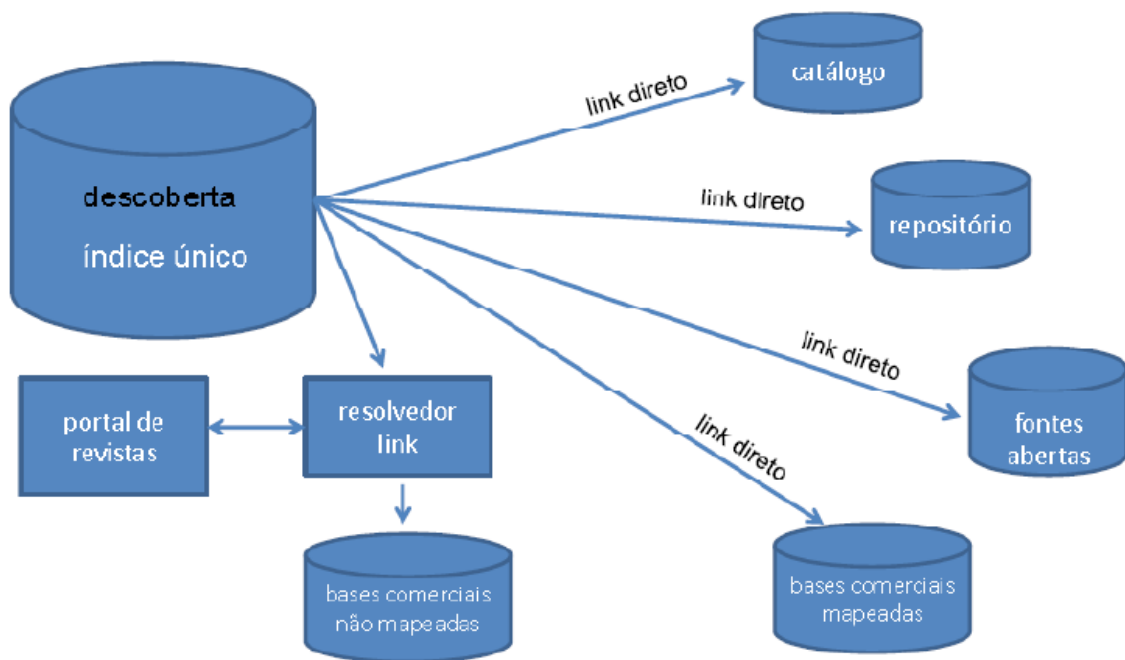 catálogo
link direto
descoberta
índice único
link direto
repositório
link direto
fontes
abertas
portal de
revistas
resolvedor
link
link direto
bases comerciais
não mapeadas
bases comerciais
mapeadas